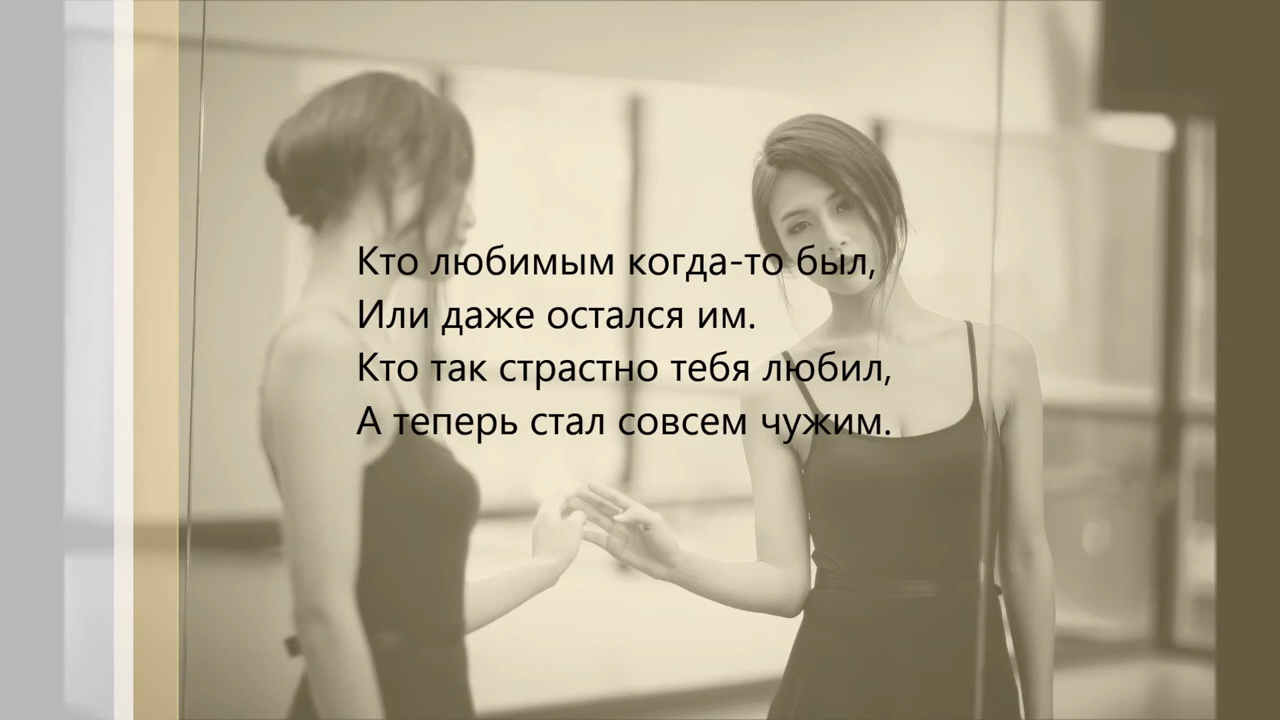 Кто любимым когда-то был,
Или даже остался им.
Кто так страстно тебя любил,
А теперь стал совсем чужим.